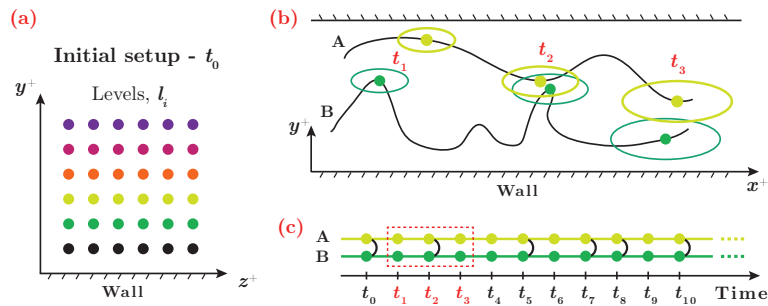 (a)
Initial setup - t0
y+
Levels, li
Wall
z+
(b)
A
t1
t2
t3
B
y+
Wall
x+
(c)
A
B
t0 t1 t2 t3 t4 t5 t6 t7 t8 t9 t10 Time